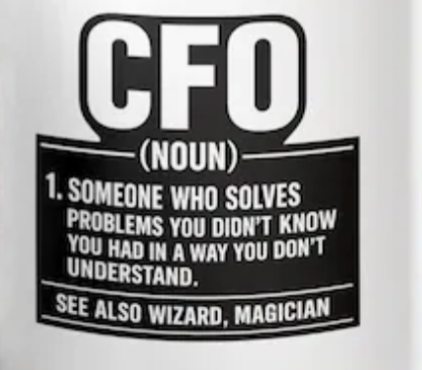 CFO
(NOUN)
1. SOMEONE WHO SOLVES
PROBLEMS YOU DIDN'T KNOW
YOU HAD IN A WAY YOU DON'T
UNDERSTAND.
SEE ALSO WIZARD, MAGICIAN